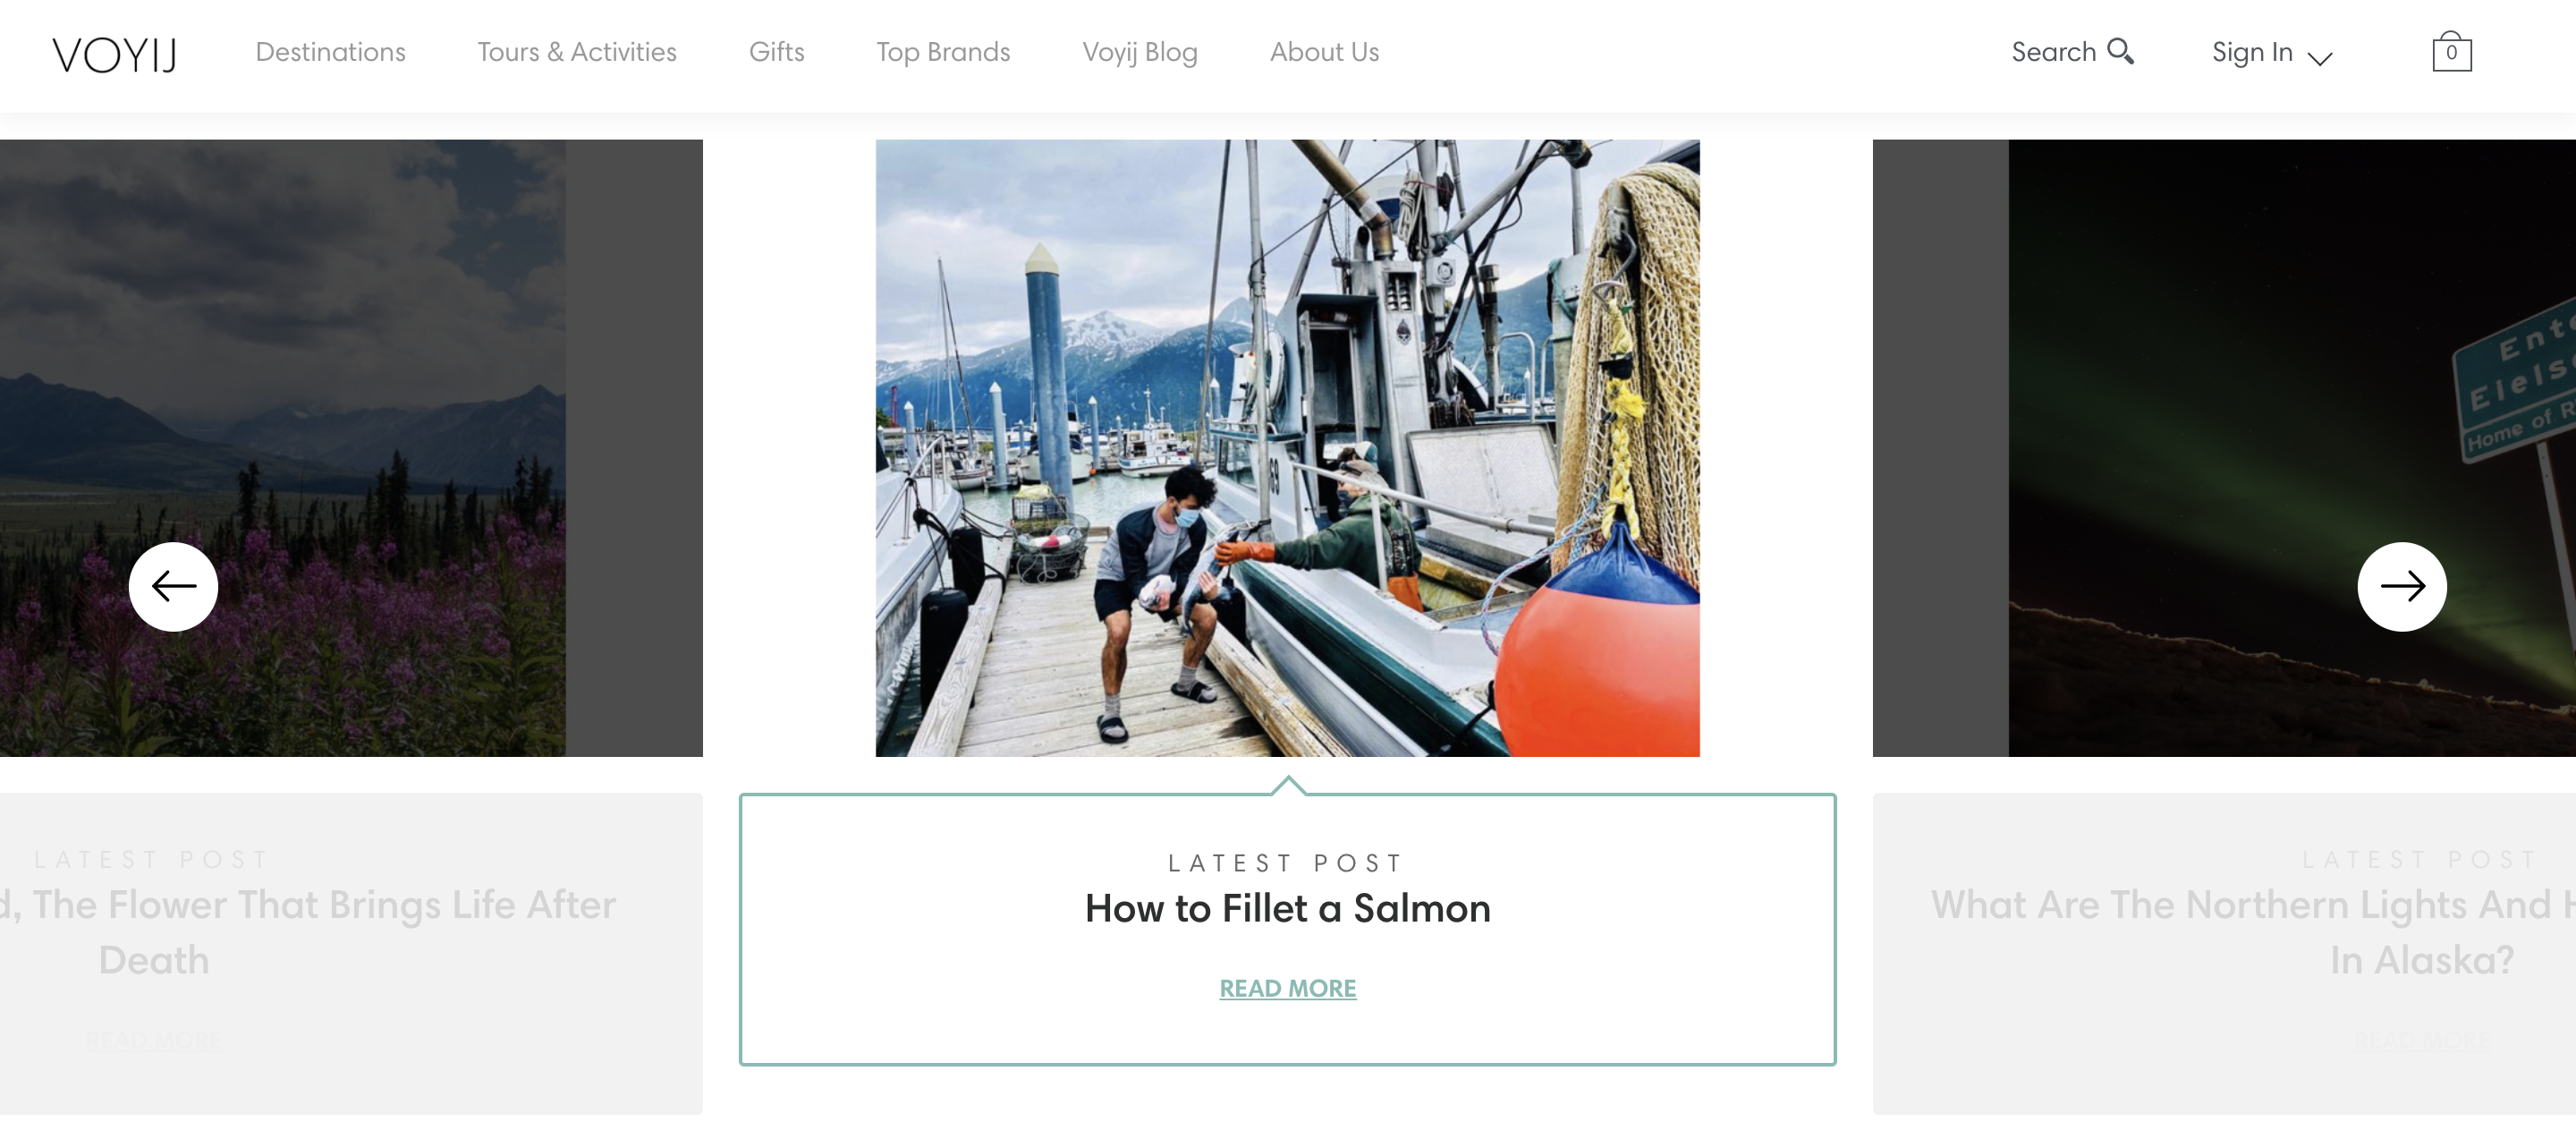 VOYIJ
Destinations
Tours & Activities
Gifts
Top Brands
Voyij Blog
About Us
Search
Sign In
0
68
Eiels
Home of R
LATEST POST
d, The Flower That Brings Life After
Death
READ MORE
LATEST POST
How to Fillet a Salmon
READ MORE
LATEST POST
What Are The Northern Lights And H
In Alaska?
READ MORE